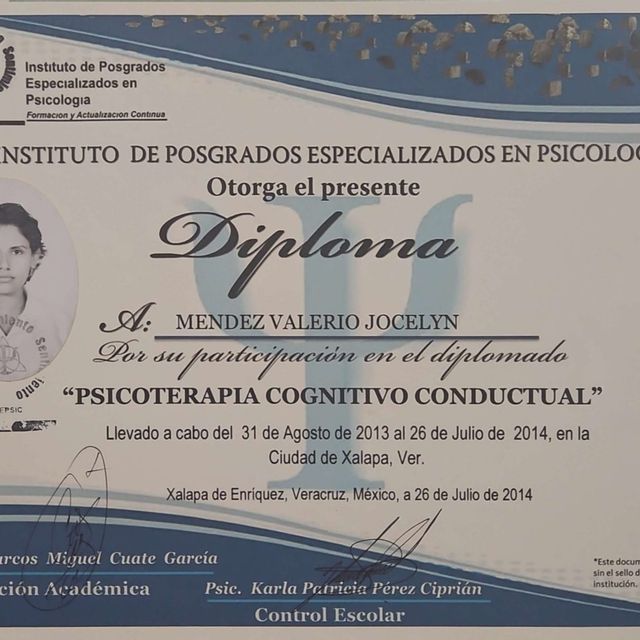 Instituto de Posgrados
Especializados en
Psicología
Formacion y Actualizacion Continua
INSTITUTO DE POSGRADOS ESPECIALIZADOS EN PSICOLOG
Otorga el presente
Diploma
A: MENDEZ VALERIO JOCELYN
Por su participación en el diplomado
"PSICOTERAPIA COGNITIVO CONDUCTUAL"
Llevado a cabo del 31 de Agosto de 2013 al 26 de Julio de 2014, en la
Ciudad de Xalapa, Ver.
Xalapa de Enríquez, Veracruz, México, a 26 de Julio de 2014
arcos Miguel Cuate García
ción Académica
Psic. Karla Patricia Pérez Ciprián
Control Escolar
*Este docum
sin el sello d
institución.